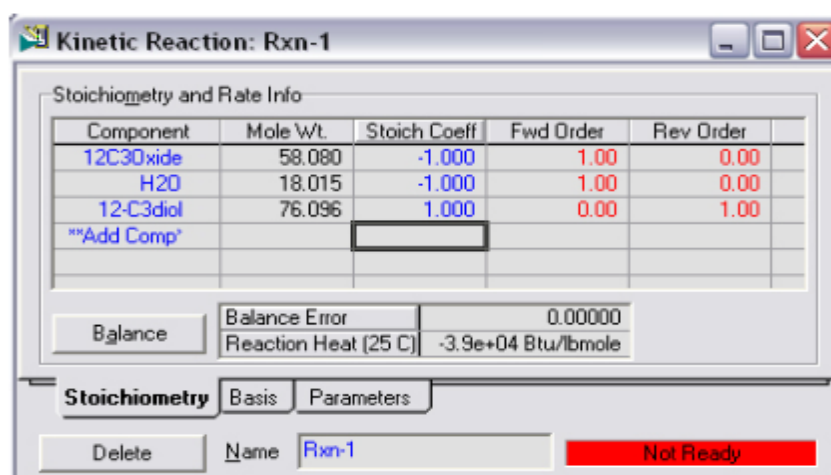 Kinetic Reaction: Rxn-1
Stoichiometry and Rate Info
Component Mole Wt. Stoich Coeff Fwd Order Rev Order
12C3Oxide 58.080 -1.000 1.00 0.00
H2O 18.015 -1.000 1.00 0.00
12-C3diol 76.096 1.000 0.00 1.00
**Add Comp*
Balance Balance Error 0.00000
Reaction Heat (25 C) -3.9e+04 Btu/lbmole
Stoichiometry Basis Parameters
Delete Name Rxn-1 Not Ready